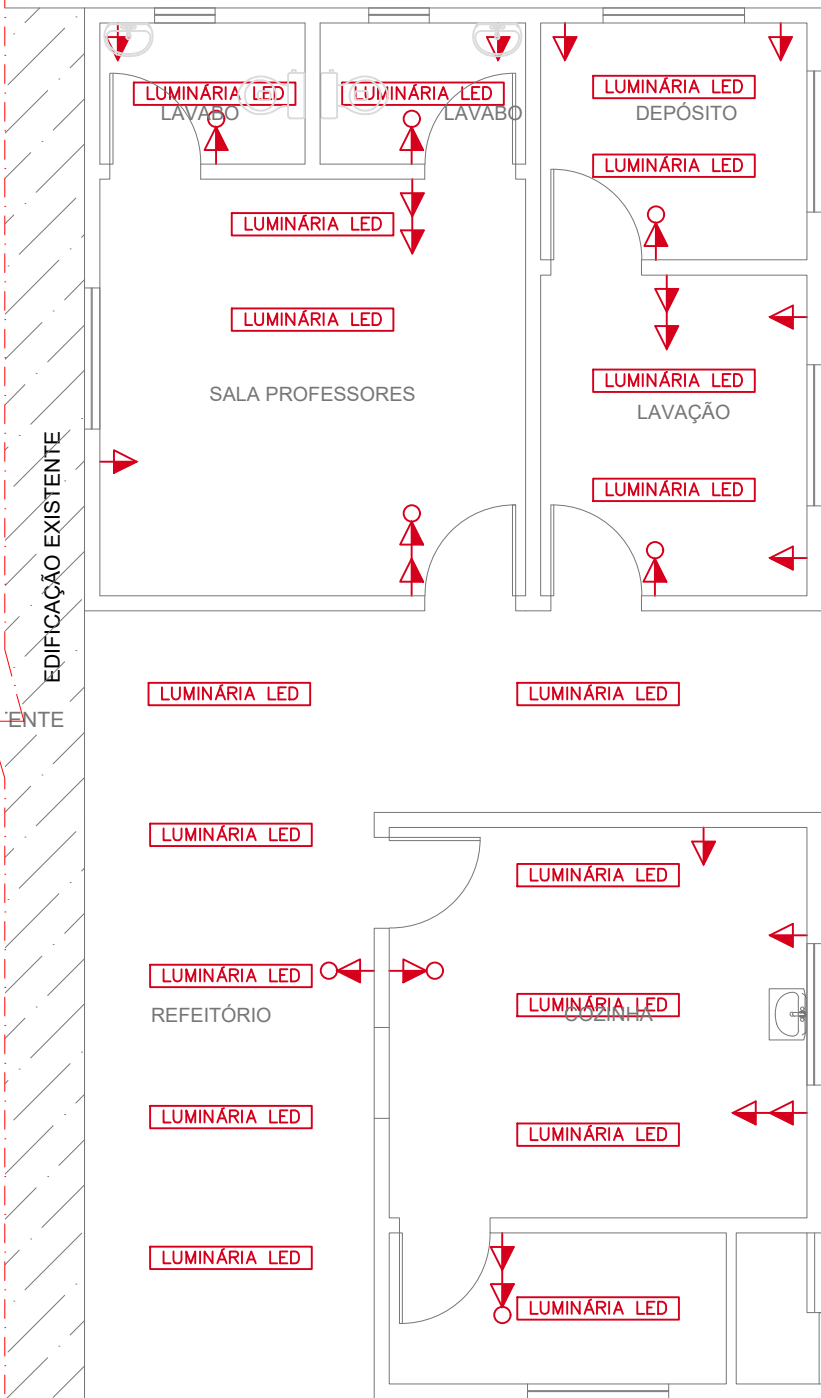 LUMINÁRIA LED
LAVABO
LUMINÁRIA LED
LAVABO
LUMINÁRIA LED
DEPÓSITO
LUMINÁRIA LED
LUMINÁRIA LED
LUMINÁRIA LED
SALA PROFESSORES
LUMINÁRIA LED
LAVAÇÃO
LUMINÁRIA LED
EDIFICAÇÃO EXISTENTE
TENTE
LUMINÁRIA LED
LUMINÁRIA LED
LUMINÁRIA LED
LUMINÁRIA LED
LUMINÁRIA LED
REFEITÓRIO
LUMINÁRIA LED
COZINHA
LUMINÁRIA LED
LUMINÁRIA LED
LUMINÁRIA LED
LUMINÁRIA LED